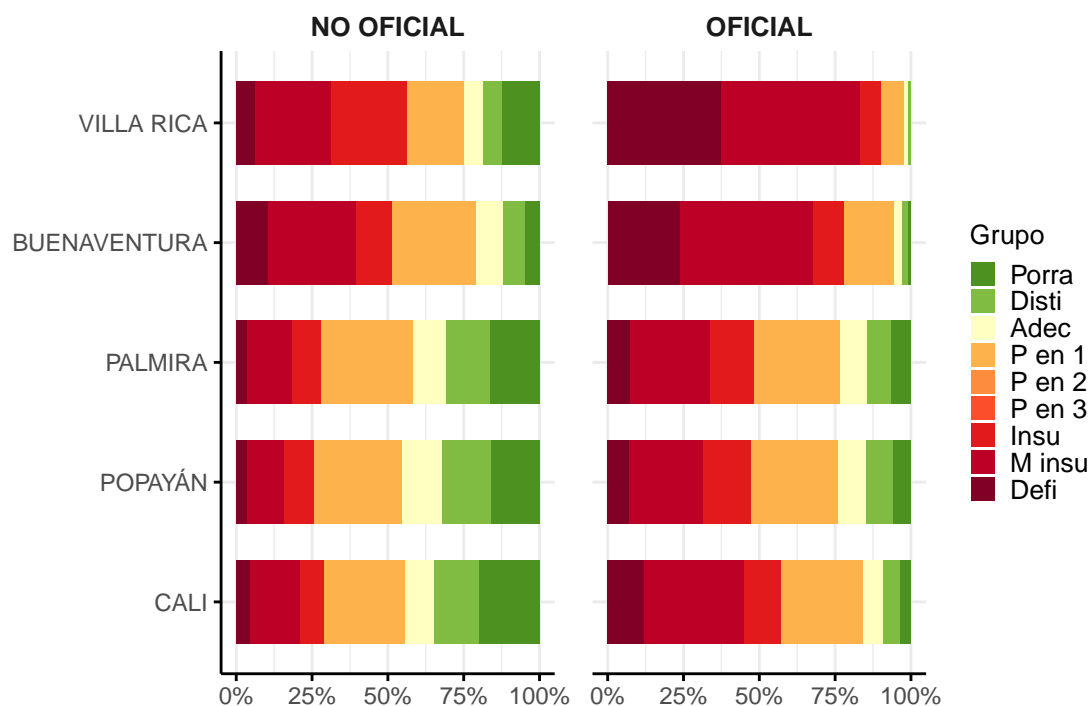 NO OFICIAL
OFICIAL
VILLA RICA
BUENAVENTURA
PALMIRA
POPAYÁN
CALI
0% 25% 50% 75% 100%
0% 25% 50% 75% 100%
Grupo
Porra
Disti
Adec
P en 1
P en 2
P en 3
Insu
M insu
Defi